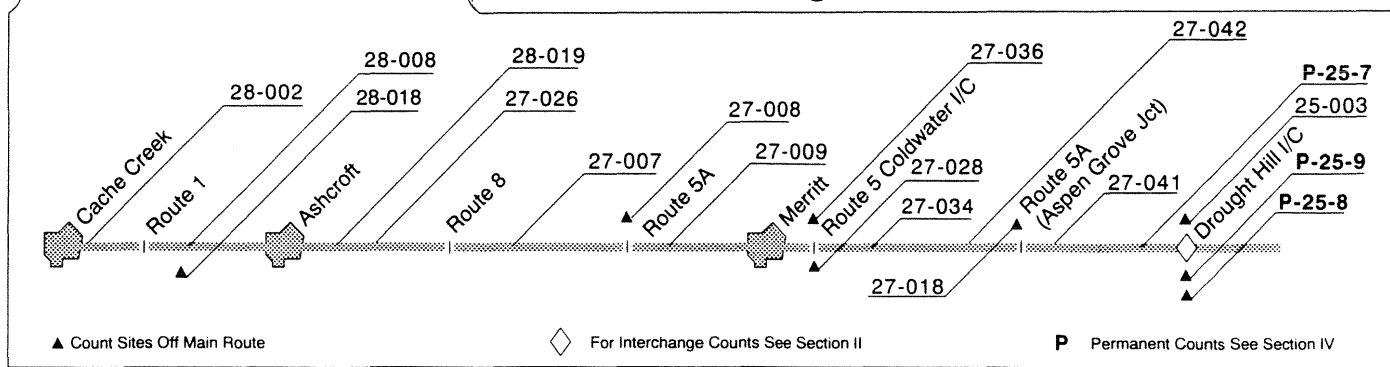 28-002
28-008
28-018
28-019
27-026
27-007
27-008
27-009
27-036
27-028
27-034
27-042
27-018
27-041
P-25-7
25-003
P-25-9
P-25-8
Cache Creek
Route 1
Ashcroft
Route 8
Route 5A
Merritt
Route 5 Coldwater I/C
Route 5A
(Aspen Grove Jct)
Drought Hill I/C
▲ Count Sites Off Main Route
◇ For Interchange Counts See Section II
P Permanent Counts See Section IV